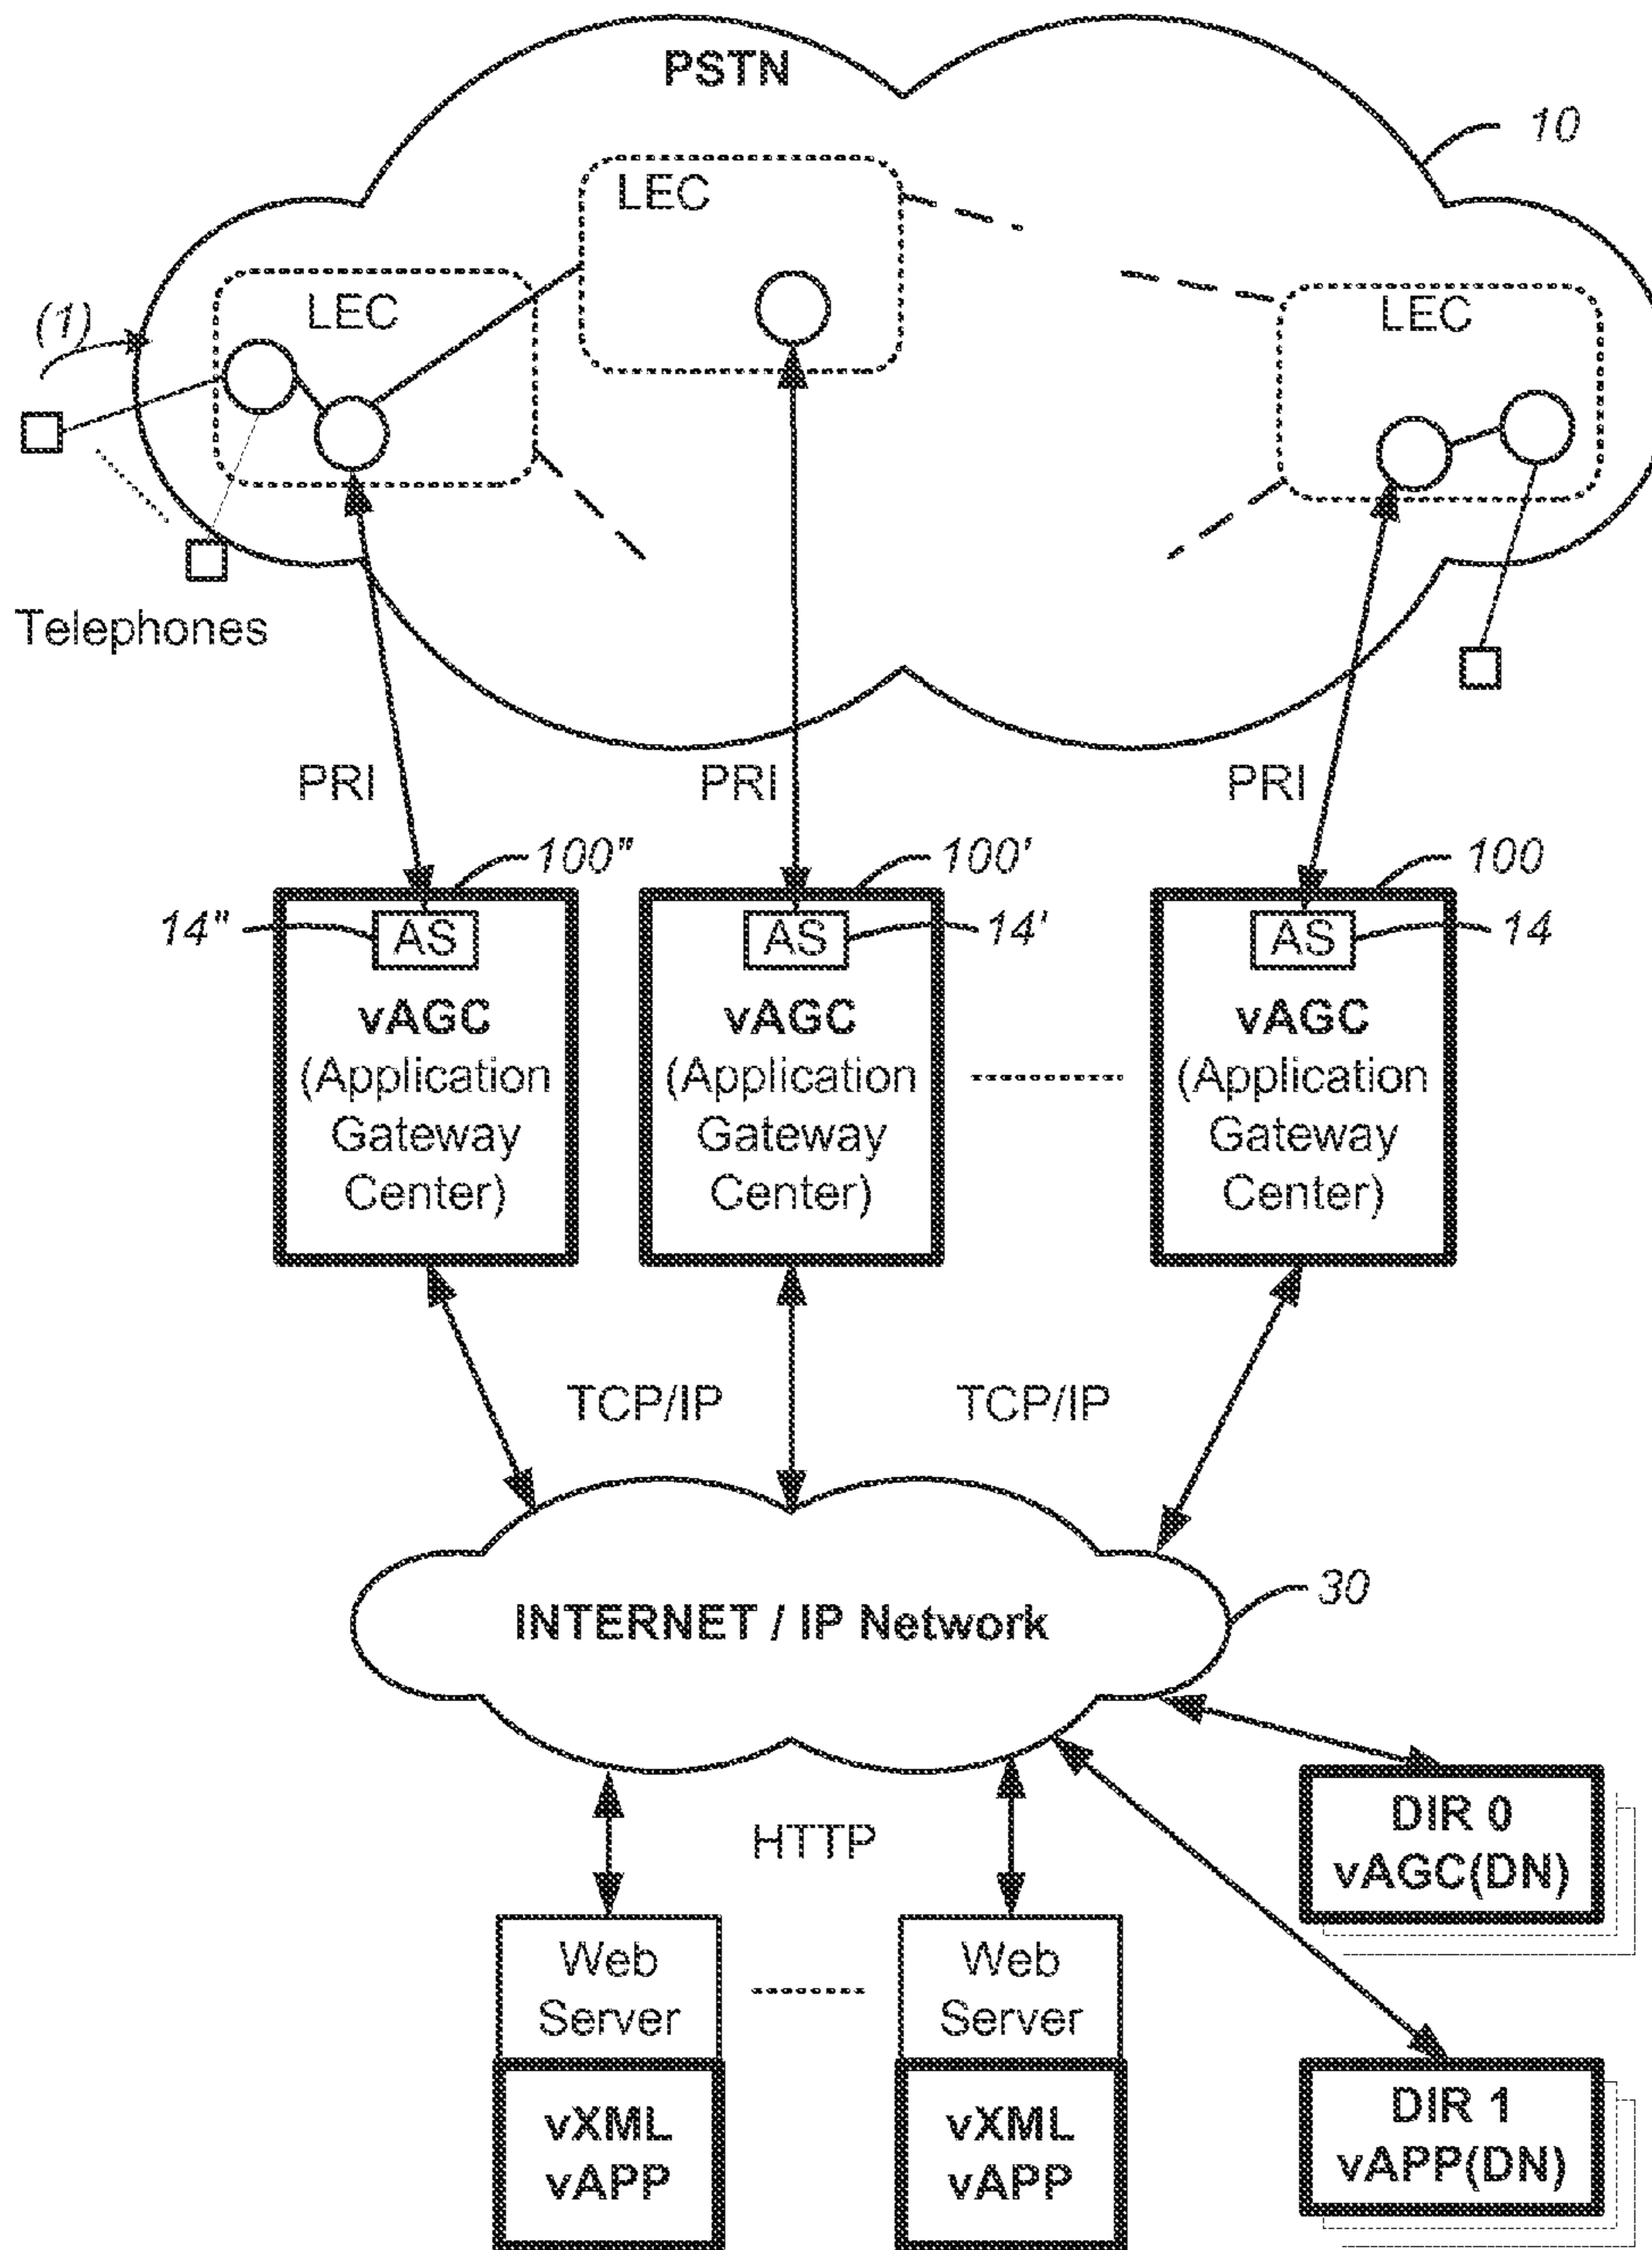 PSTN
10
LEC
LEC
LEC
(1)
Telephones
PRI
PRI
PRI
100"
100'
100
14"
AS
AS
14'
AS
14
vAGC
(Application
Gateway
Center)
vAGC
(Application
Gateway
Center)
vAGC
(Application
Gateway
Center)
TCP/IP
TCP/IP
INTERNET / IP Network
30
HTTP
DIR 0
vAGC(DN)
Web
Server
Web
Server
vXML
vAPP
vXML
vAPP
DIR 1
vAPP(DN)